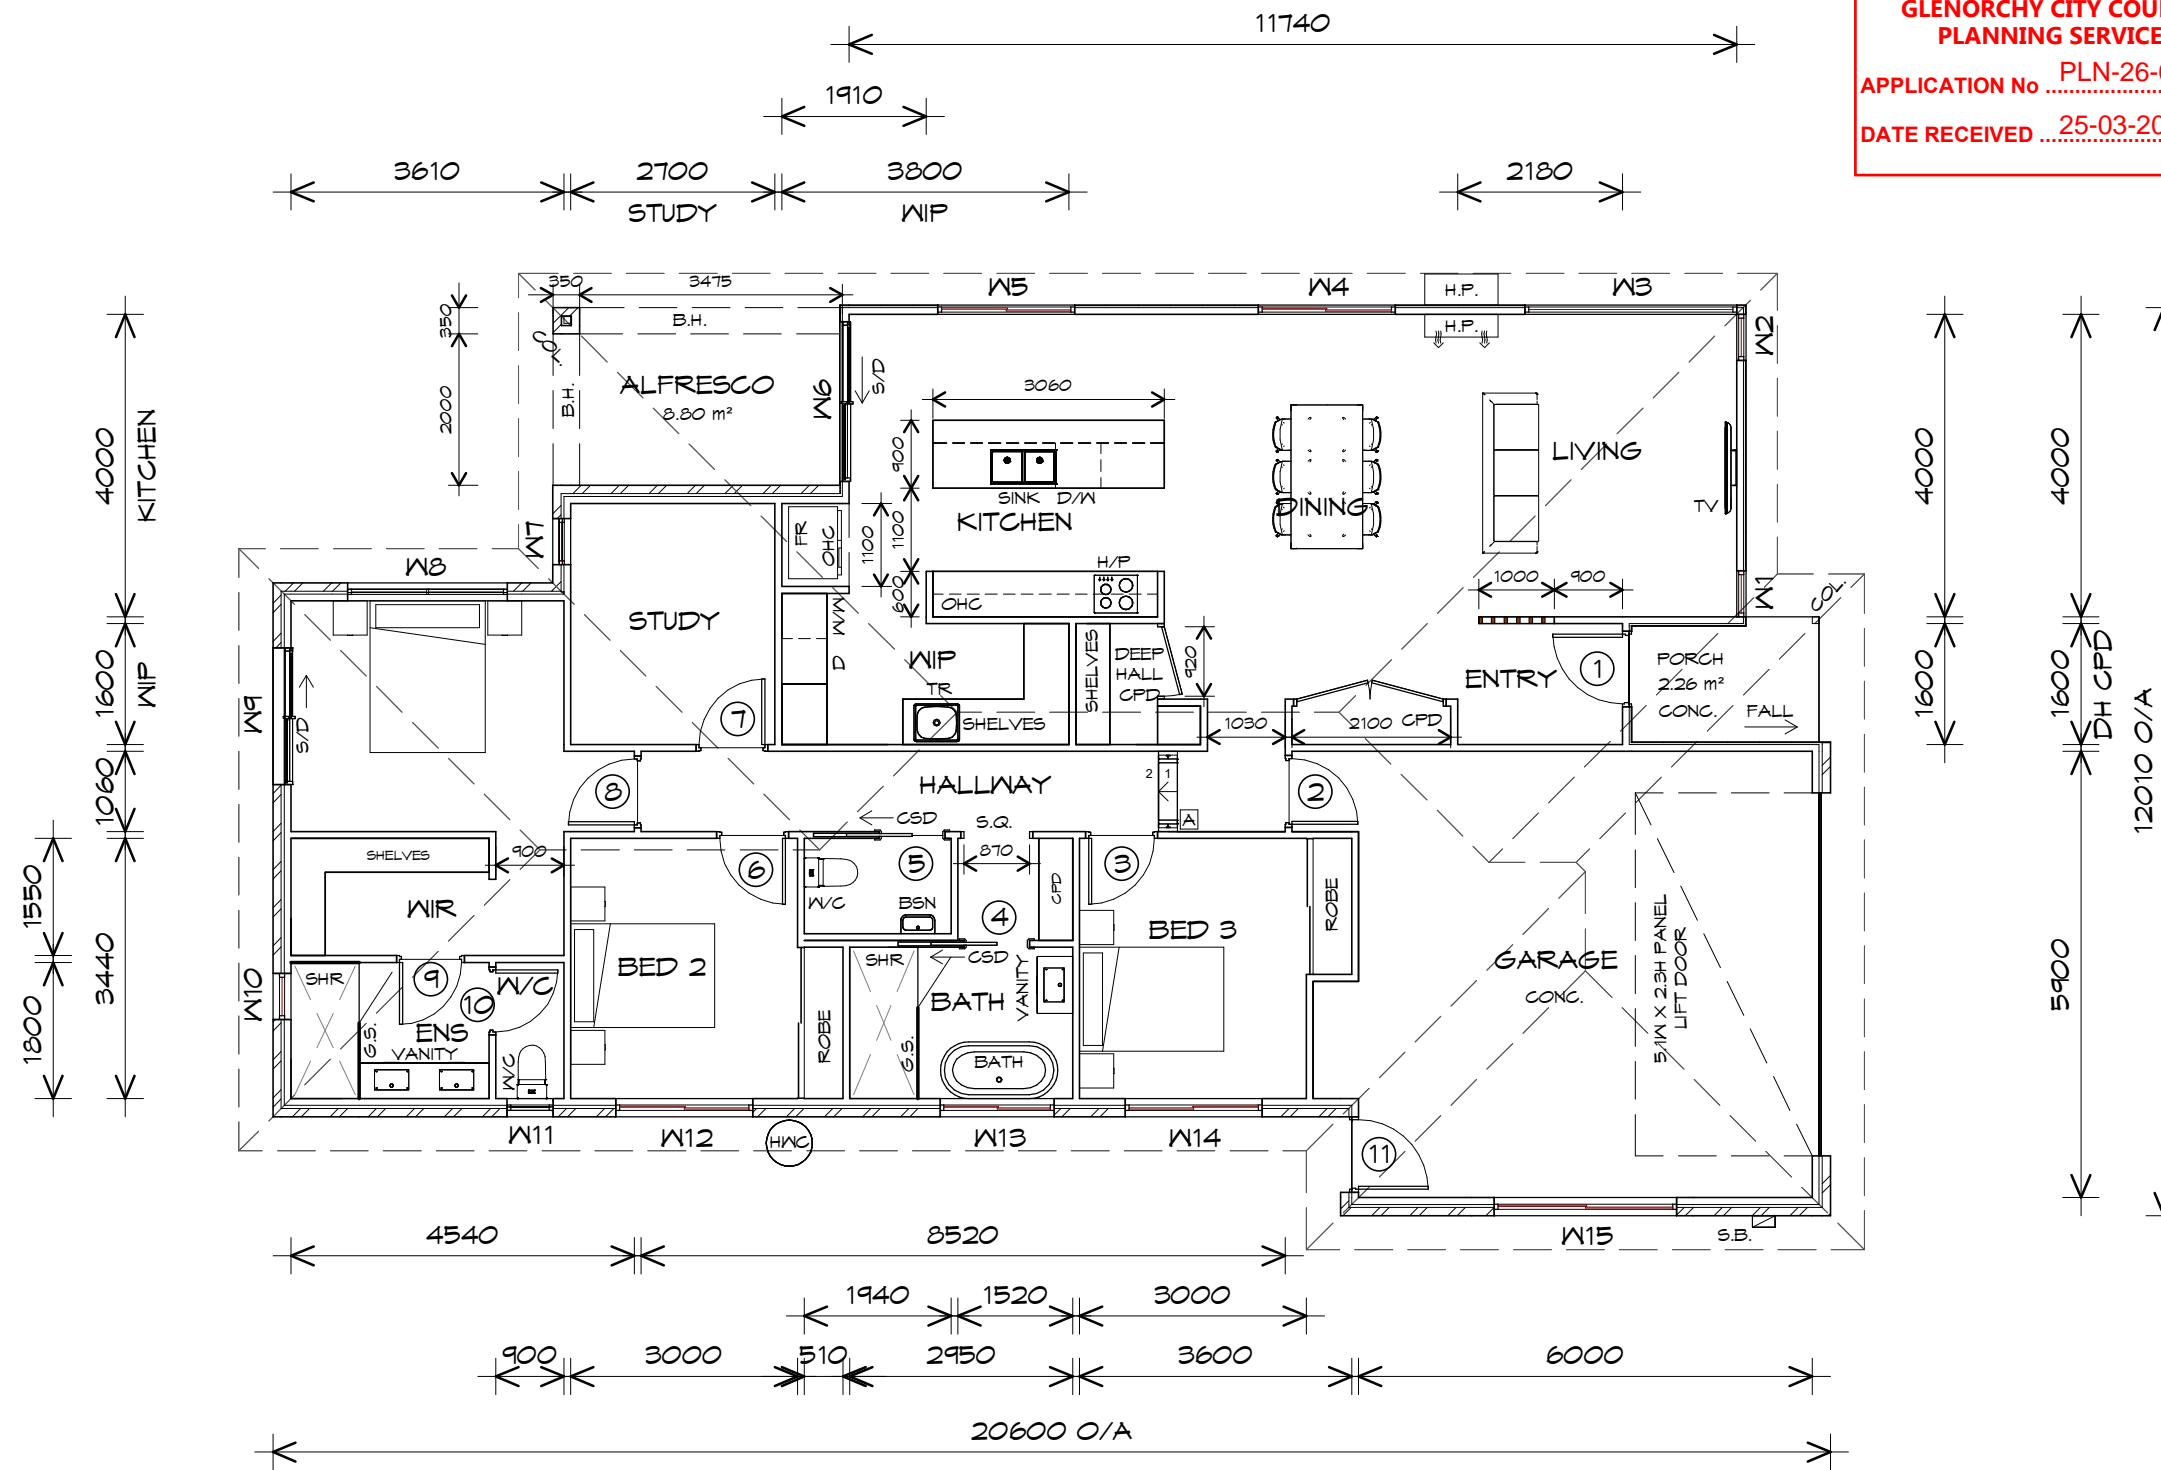 11740
GLENORCHY CITY COU
PLANNING SERVICE
APPLICATION No PLN-26-
DATE RECEIVED 25-03-20
1910
3610
2700
3800
2180
STUDY
WIP
350
3475
W5
W4
H.P.
W3
350
B.H.
H.P.
W2
2000
B.H.
ALFRESCO
8.80 m²
W6
S/D
3060
900
LIVING
4000
KITCHEN
4000
4000
SINK D/W
KITCHEN
DINING
TV
W7
FR
OHC
1100
1100
H/P
W8
600
OHC
1000
900
W1
COL.
STUDY
W/W
D
WIP
TR
SHELVES
SHELVES
DEEP
HALL
CPD
920
ENTRY
1
PORCH
2.26 m²
CONC.
FALL
1600
WIP
1600
1600
DH CPD
12010 O/A
W9
S/D
7
1030
2100
CPD
1060
8
HALLWAY
2
1
2
CSD
S.Q.
A
SHELVES
900
6
5
870
3
1550
WIR
W/C
BSN
4
CPD
BED 3
ROBE
3440
5900
GARAGE
CONC.
5.1W X 2.3H PANEL
LIFT DOOR
W10
SHR
9
W/C
10
BED 2
SHR
CSD
BATH
VANITY
1800
G.S.
ENS
VANITY
W/C
ROBE
G.S.
BATH
W11
W12
HWC
W13
W14
11
W15
S.B.
4540
8520
1940
1520
3000
900
3000
510
2950
3600
6000
20600 O/A